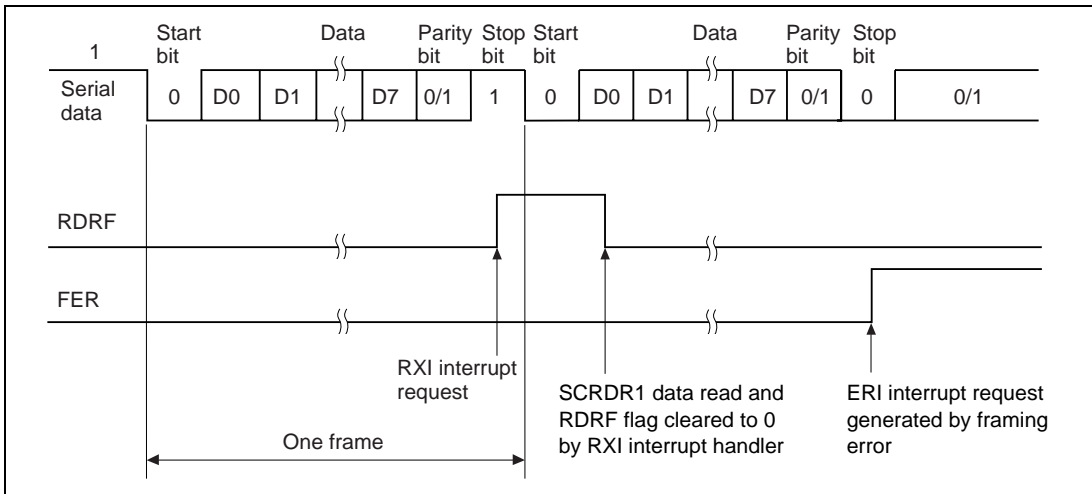 Start bit
Data
Parity bit
Stop bit
Start bit
Data
Parity bit
Stop bit
1
Serial data
0 D0 D1 D7 0/1 1 0 D0 D1 D7 0/1 0 0/1
RDRF
FER
RXI interrupt
request
SCRDR1 data read and
RDRF flag cleared to 0
by RXI interrupt handler
ERI interrupt request
generated by framing
error
One frame